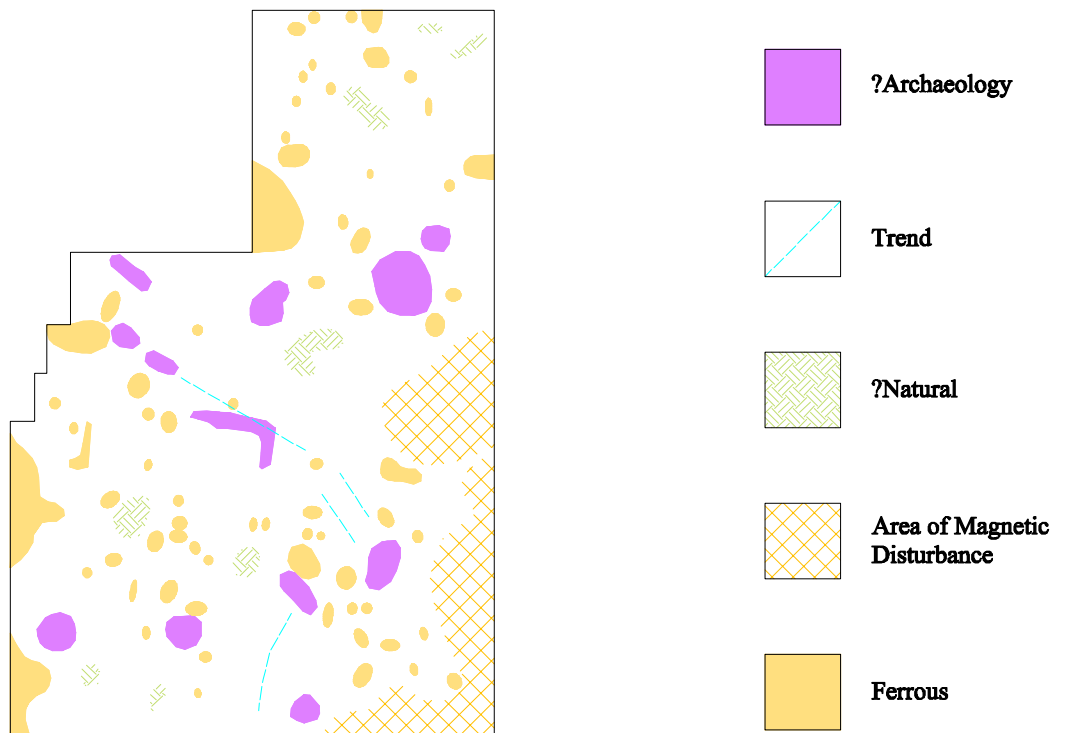 ?Archaeology
Trend
?Natural
Area of Magnetic
Disturbance
Ferrous